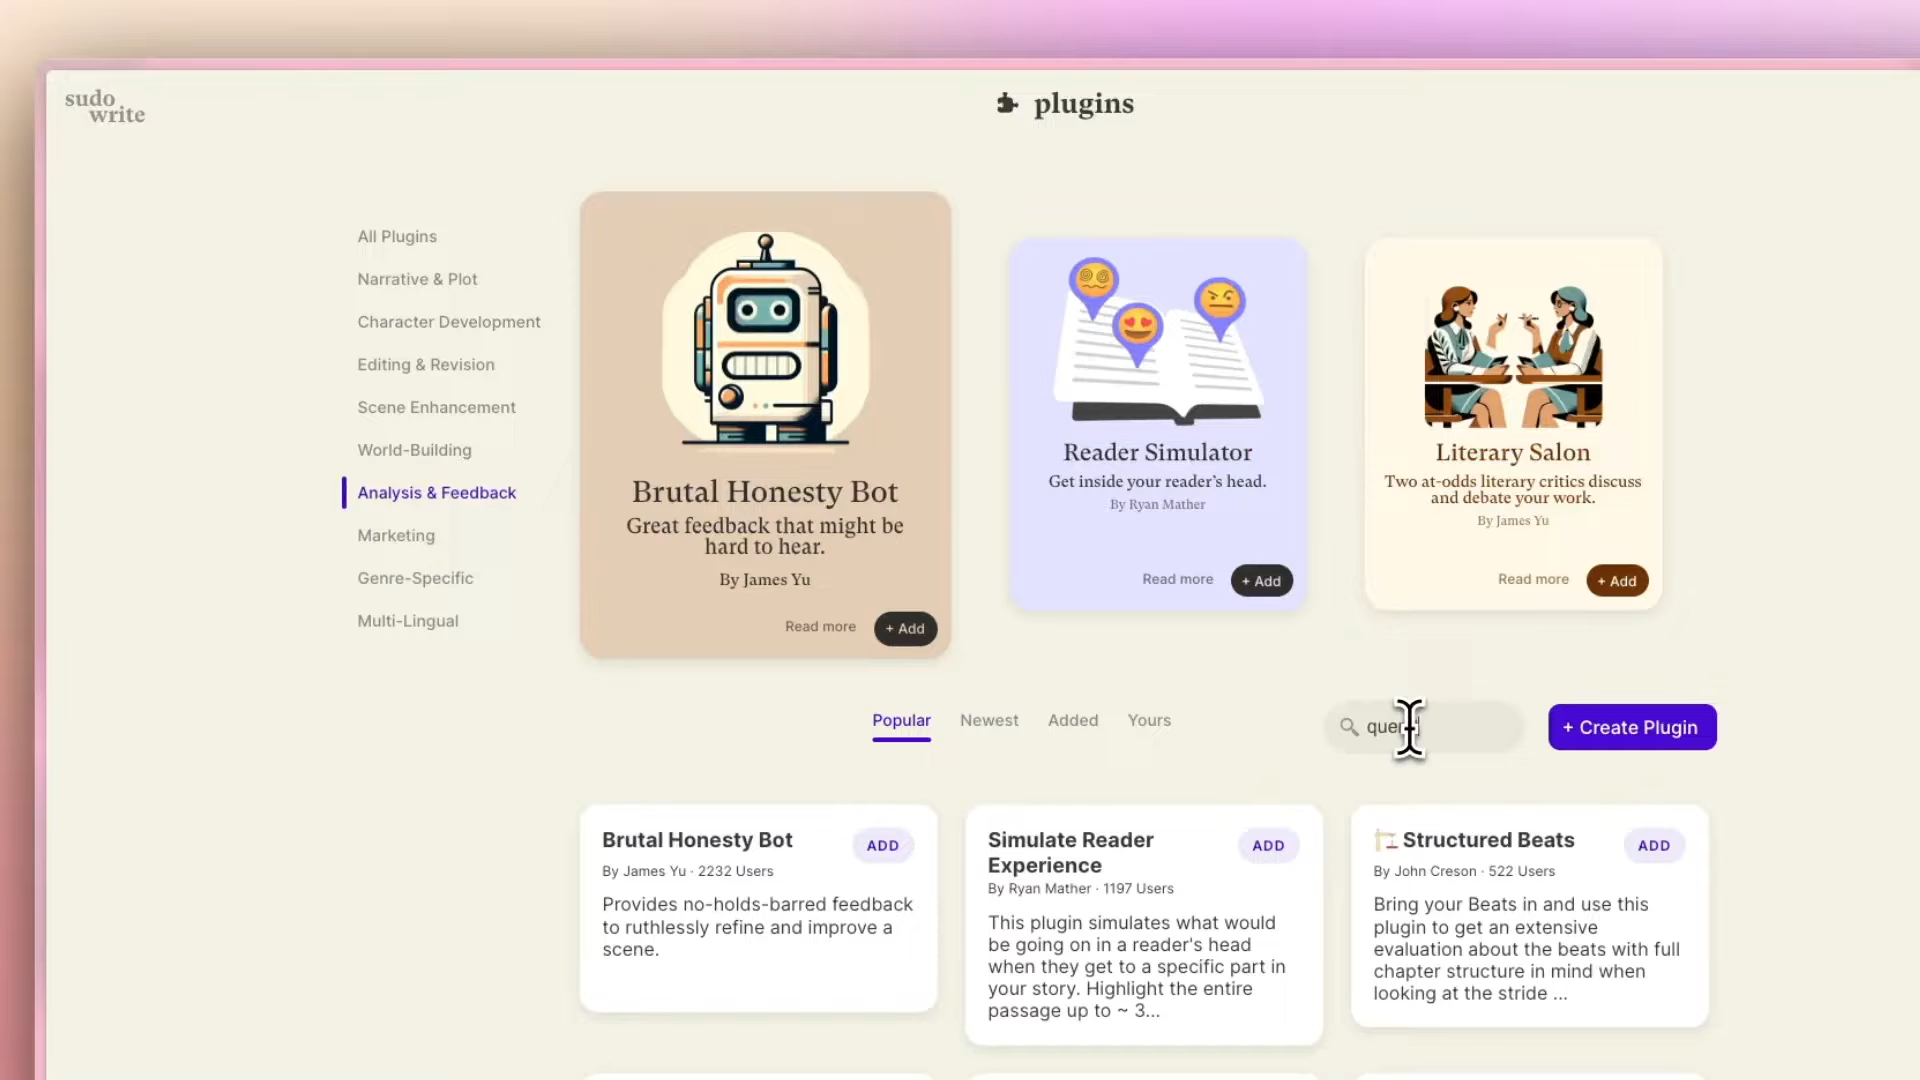 sudo
write
plugins
All Plugins
Narrative & Plot
Character Development
Editing & Revision
Scene Enhancement
World-Building
Analysis & Feedback
Marketing
Genre-Specific
Multi-Lingual
Brutal Honesty Bot
Great feedback that might be
hard to hear.
By James Yu
Read more
+ Add
Reader Simulator
Get inside your reader's head.
By Ryan Mather
Read more
+ Add
Literary Salon
Two at-odds literary critics discuss
and debate your work.
By James Yu
Read more
+ Add
Popular
Newest
Added
Yours
+ Create Plugin
Brutal Honesty Bot
ADD
By James Yu · 2232 Users
Provides no-holds-barred feedback
to ruthlessly refine and improve a
scene.
Simulate Reader
Experience
ADD
By Ryan Mather · 1197 Users
This plugin simulates what would
be going on in a reader's head
when they get to a specific part in
your story. Highlight the entire
passage up to ~ 3...
Structured Beats
ADD
By John Creson · 522 Users
Bring your Beats in and use this
plugin to get an extensive
evaluation about the beats with full
chapter structure in mind when
looking at the stride ...